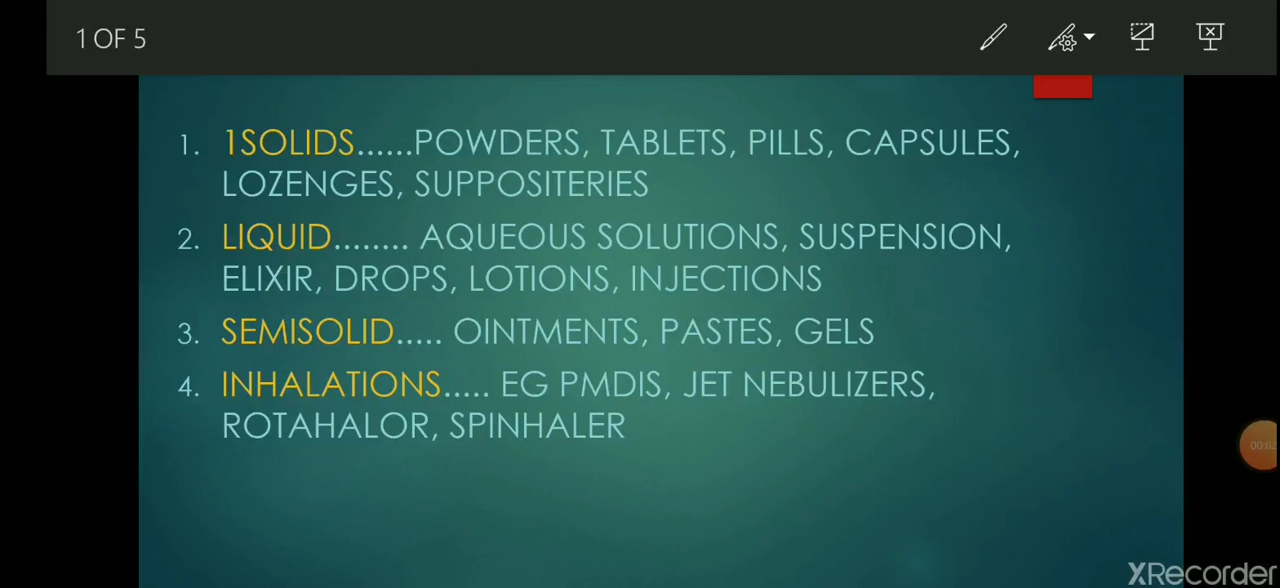 1 OF 5
1. 1SOLIDS......POWDERS, TABLETS, PILLS, CAPSULES,
LOZENGES, SUPPOSITERIES
2. LIQUID........ AQUEOUS SOLUTIONS, SUSPENSION,
ELIXIR, DROPS, LOTIONS, INJECTIONS
3. SEMISOLID..... OINTMENTS, PASTES, GELS
4. INHALATIONS..... EG PMDIS, JET NEBULIZERS,
ROTAHALOR, SPINHALER
XRecorder